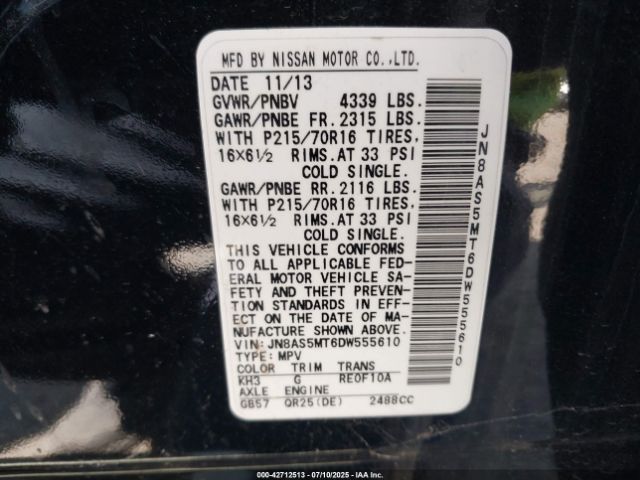 MFD BY NISSAN MOTOR CO.,LTD.
DATE 11/13
GVWR/PNBV 4339 LBS.
GAWR/PNBE FR. 2315 LBS.
WITH P215/70R16 TIRES,
16X6½ RIMS.AT 33 PSI
COLD SINGLE.
GAWR/PNBE RR. 2116 LBS.
WITH P215/70R16 TIRES.
16X6½ RIMS.AT 33 PSI
COLD SINGLE.
THIS VEHICLE CONFORMS
TO ALL APPLICABLE FED-
ERAL MOTOR VEHICLE SA-
FETY AND THEFT PREVEN-
TION STANDARDS IN EFF-
ECT ON THE DATE OF MA-
NUFACTURE SHOWN ABOVE.
VIN: JN8AS5MT6DW555610
TYPE: MPV
COLOR TRIM TRANS
KH3 G RE0F10A
AXLE ENGINE
GB57 QR25(DE) 2488CC
JN8AS5MT6DW555610
000-42712513 - 07/10/2025 - IAA Inc.